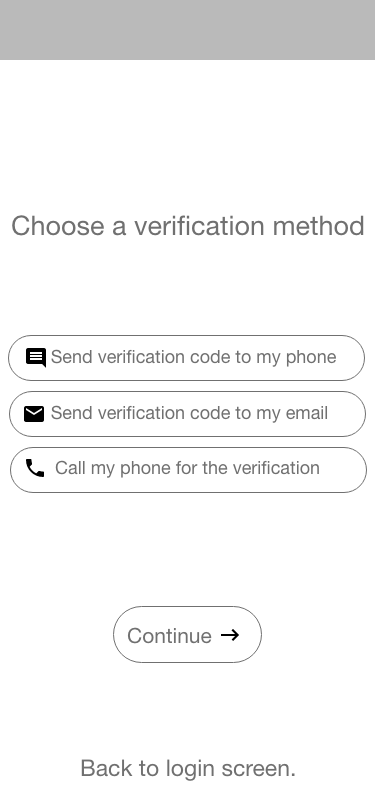 Choose a verification method
Send verification code to my phone
Send verification code to my email
Call my phone for the verification
Continue
Back to login screen.